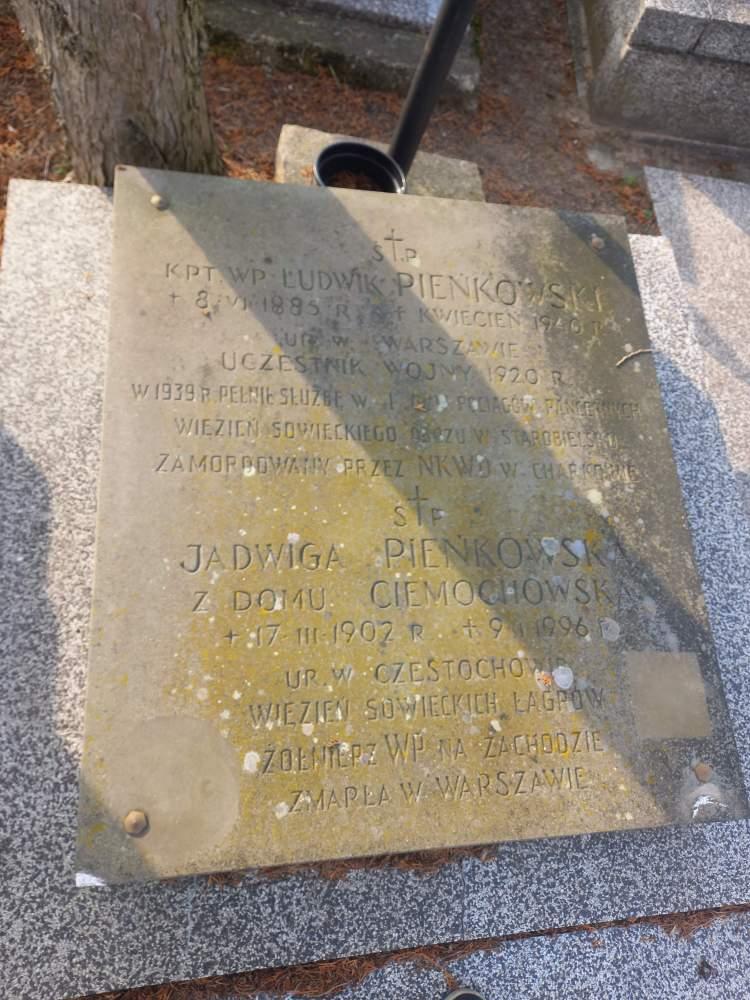 Ś † P
KPT. WP LUDWIK PIEŃKOWSKI
+ 8.VI.1885 R + KWIECIEŃ 1940 R
UR. W. WARSZAWIE
UCZESTNIK WOJNY 1920 R
W 1939 R PEŁNIŁ SŁUŻBĘ W POCIĄGÓW PANCERNYCH
WIĘZIEŃ SOWIECKIEGO OBOZU W STAROBIELSKU
ZAMORDOWANY PRZEZ NKWD W CHARKOWIE
Ś † P
JADWIGA PIEŃKOWSKA
Z DOMU CIEMOCHOWSKA
+ 17 III 1902 R + 9 I 1996 R
UR. W CZĘSTOCHOWIE
WIĘZIEŃ SOWIECKICH ŁAGRÓW
ŻOŁNIERZ WP NA ZACHODZIE
ZMARŁA W WARSZAWIE